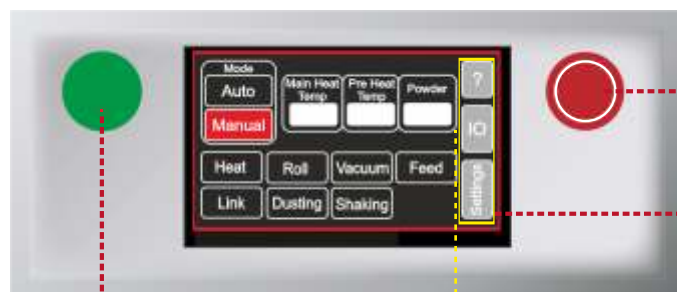 Mode
Auto
Manual
Main Heat
Temp
Pre Heat
Temp
Powder
?
IO
Settings
Heat
Roll
Vacuum
Feed
Link
Dusting
Shaking